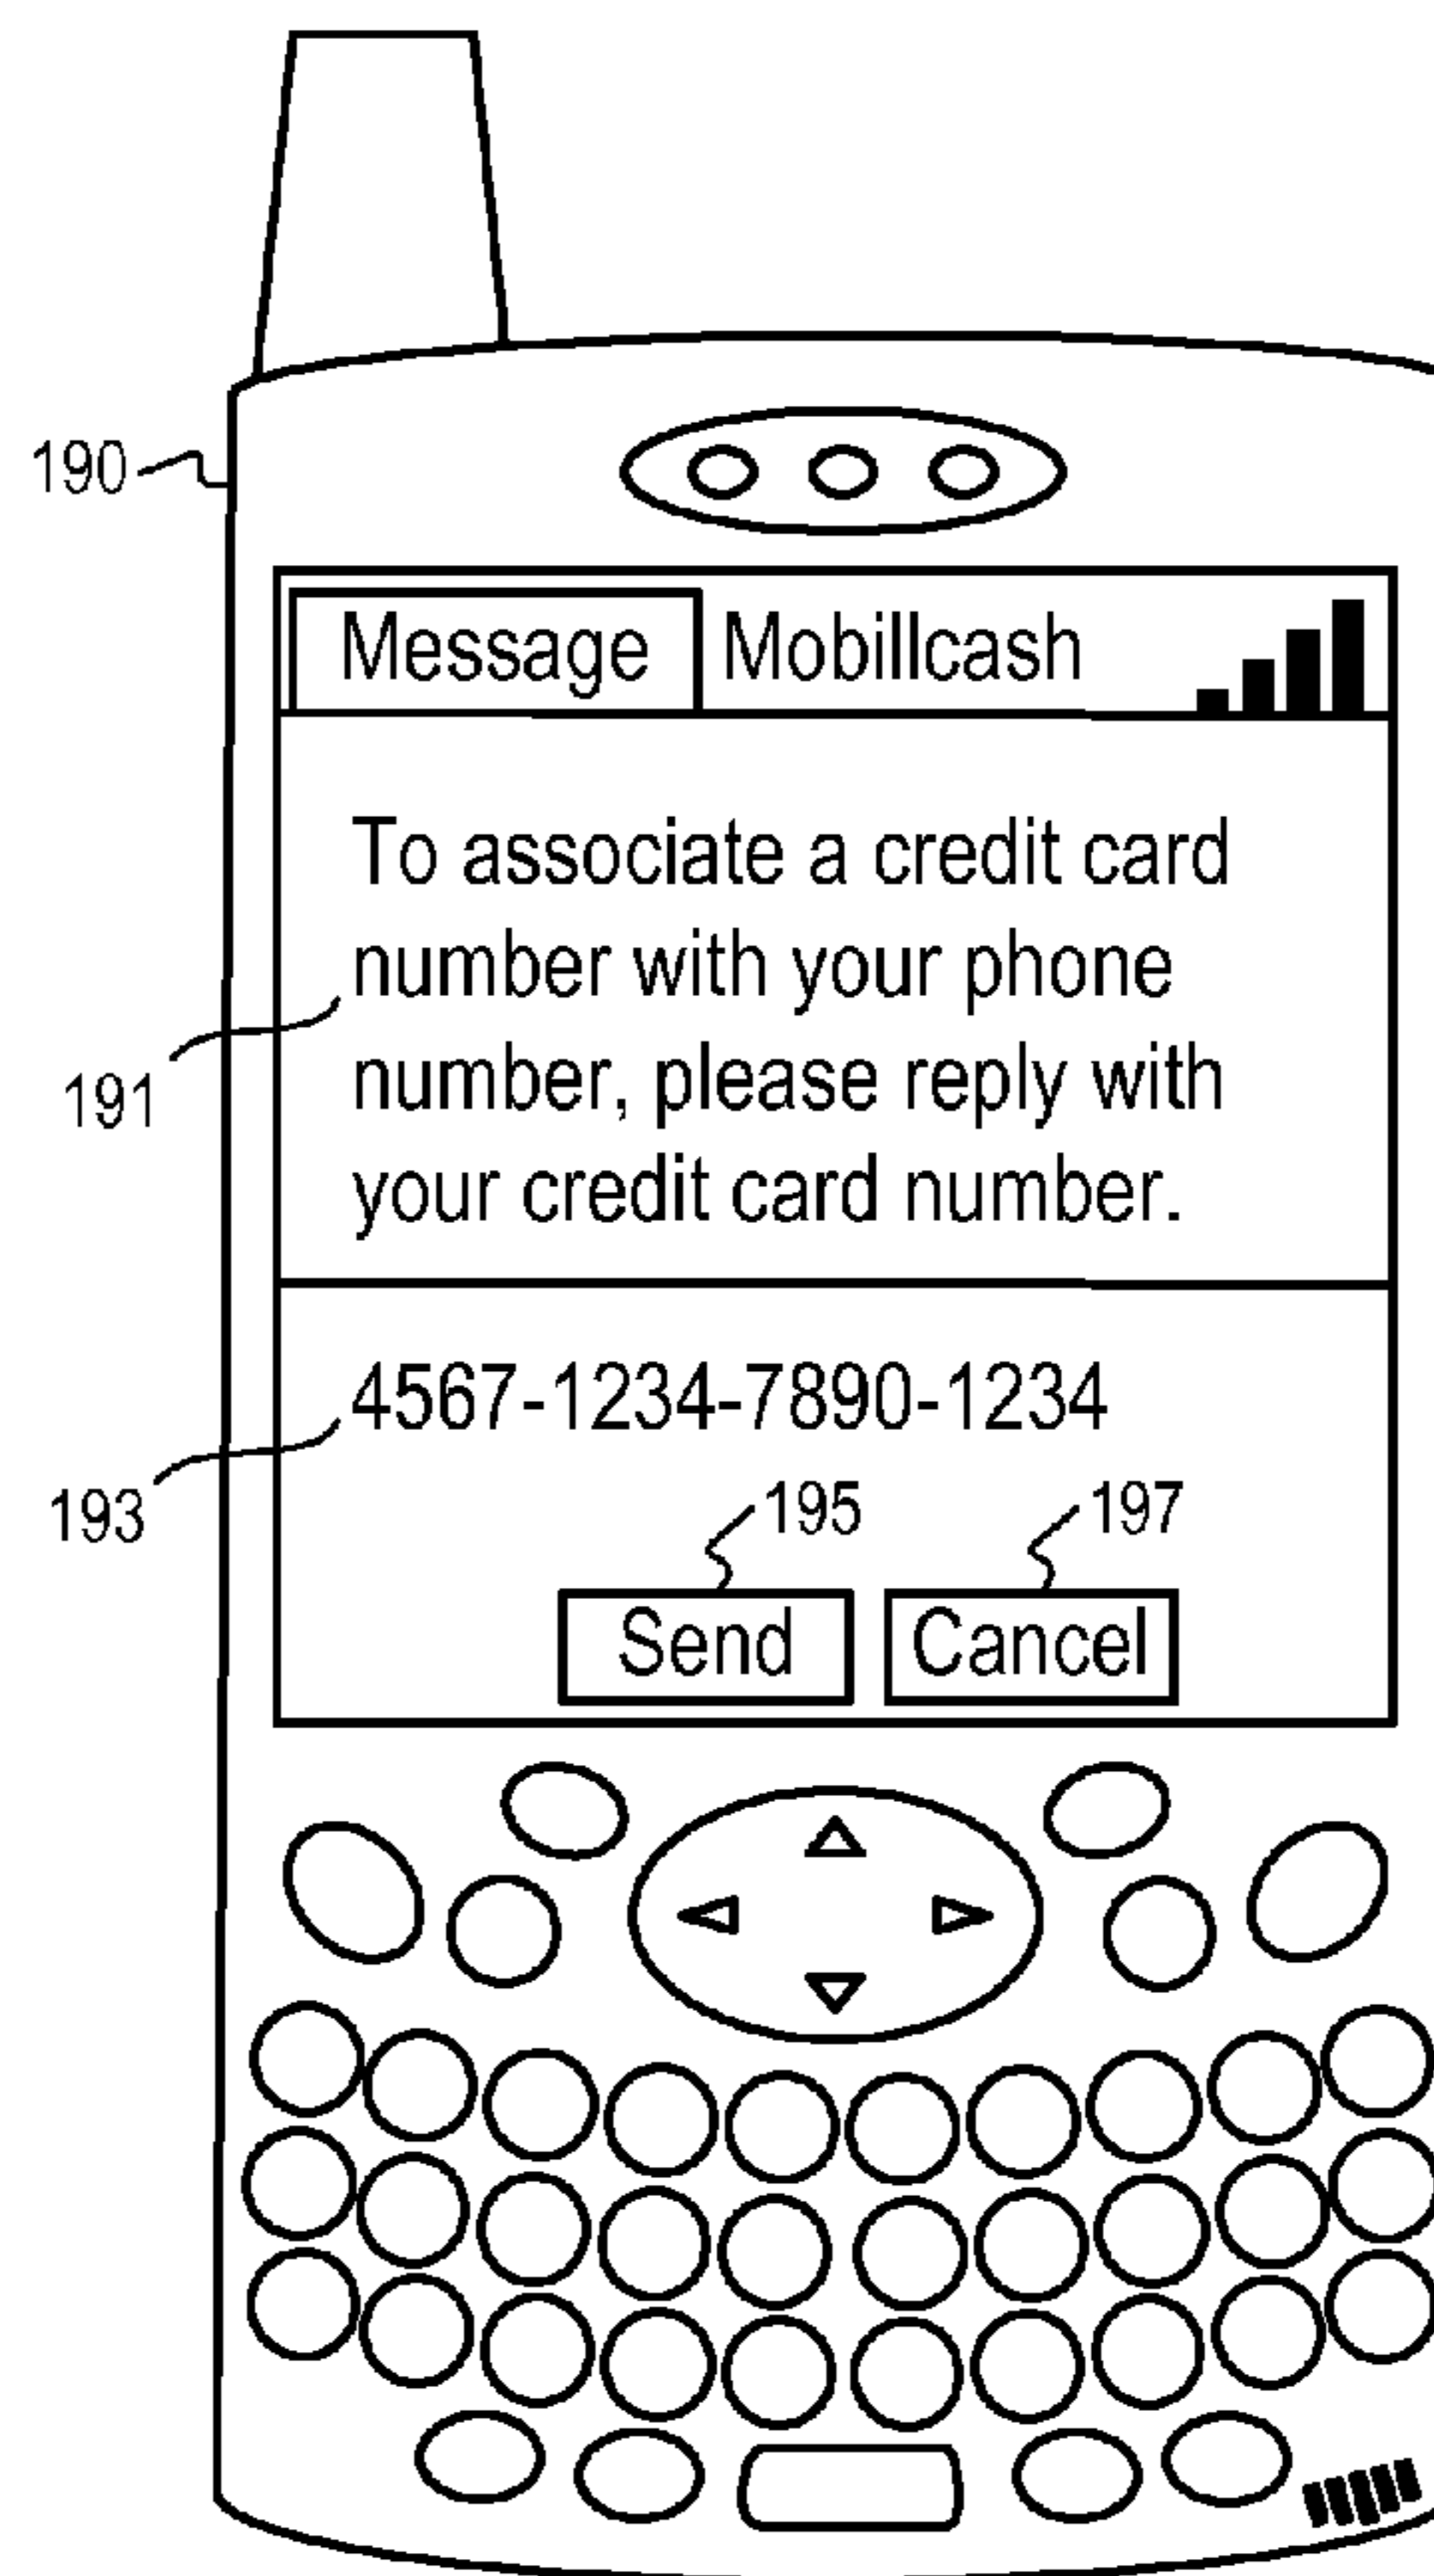 190
Message Mobillcash
To associate a credit card
number with your phone
191
number, please reply with
your credit card number.
4567-1234-7890-1234
193
195 197
Send Cancel